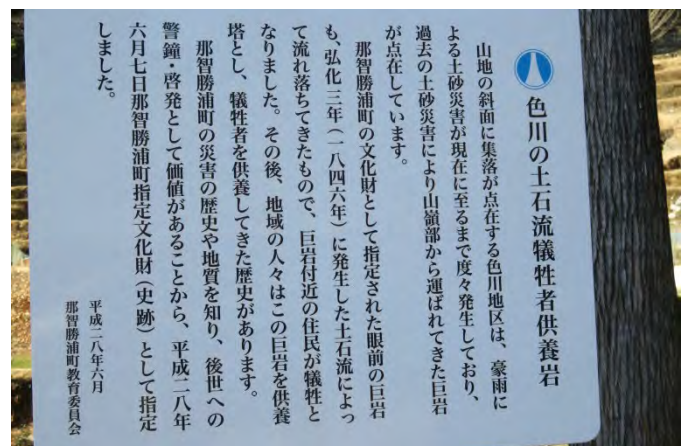 色川の土石流犠牲者供養岩
山地の斜面に集落が点在する色川地区は、豪雨に
よる土砂災害が現在に至るまで度々発生しており、
過去の土砂災害により山嶺部から運ばれてきた巨岩
が点在しています。
那智勝浦町の文化財として指定された眼前の巨岩
も、弘化三年(一八四六年)に発生した土石流によっ
て流れ落ちてきたもので、巨岩付近の住民が犠牲と
なりました。その後、地域の人々はこの巨岩を供養
塔とし、犠牲者を供養してきた歴史があります。
那智勝浦町の災害の歴史や地質を知り、後世への
警鐘・啓発として価値があることから、平成二八年
六月七日那智勝浦町指定文化財(史跡)として指定
しました。
平成二八年六月
那智勝浦町教育委員会